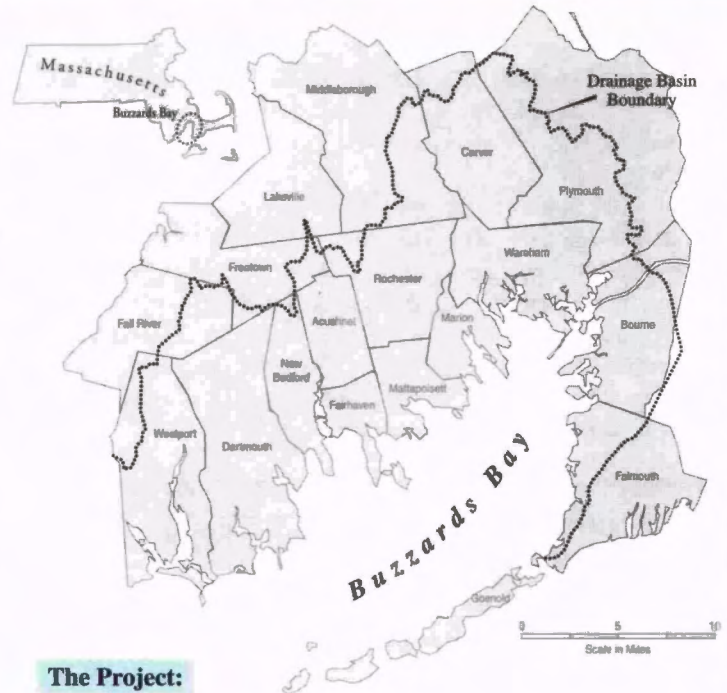 Massachusetts
Buzzards Bay
Middleborough
Drainage Basin
Boundary
Carver
Plymouth
Lakeville
Wareham
Freetown
Rochester
Fall River
Acushnet
Marion
Bourne
New
Bedford
Mattapoisett
Fairhaven
Westport
Dartmouth
Falmouth
Buzzards Bay
Gosnold
0 5 10
Scale in Miles
The Project: